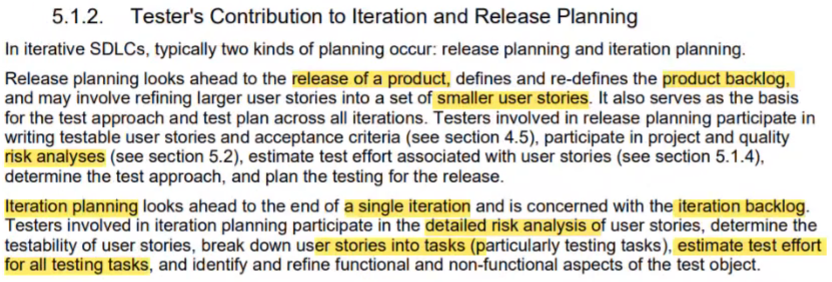 5.1.2. Tester's Contribution to Iteration and Release Planning
In iterative SDLCs, typically two kinds of planning occur: release planning and iteration planning.
Release planning looks ahead to the release of a product, defines and re-defines the product backlog,
and may involve refining larger user stories into a set of smaller user stories. It also serves as the basis
for the test approach and test plan across all iterations. Testers involved in release planning participate in
writing testable user stories and acceptance criteria (see section 4.5), participate in project and quality
risk analyses (see section 5.2), estimate test effort associated with user stories (see section 5.1.4),
determine the test approach, and plan the testing for the release.
Iteration planning looks ahead to the end of a single iteration and is concerned with the iteration backlog.
Testers involved in iteration planning participate in the detailed risk analysis of user stories, determine the
testability of user stories, break down user stories into tasks (particularly testing tasks), estimate test effort
for all testing tasks, and identify and refine functional and non-functional aspects of the test object.